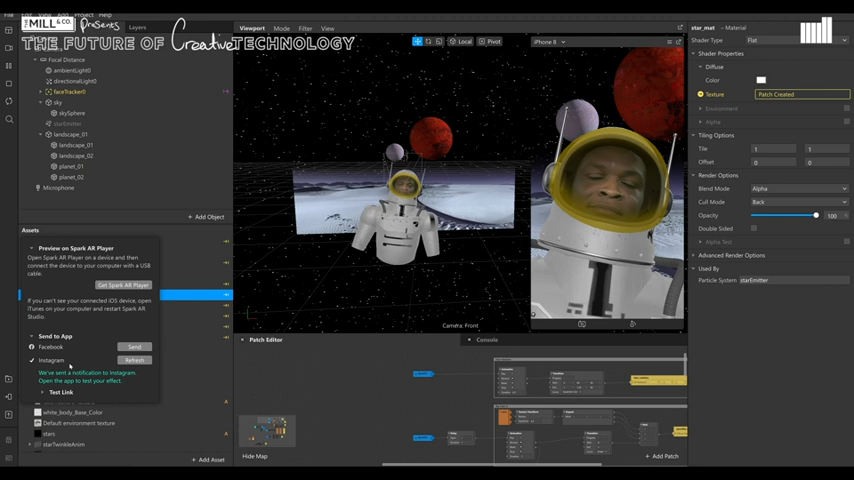 THE MILL & CO. Presents
THE FUTURE OF Creative TECHNOLOGY
Layers
Focal Distance
ambientLight0
directionalLight0
faceTracker0
sky
skySphere
starEmitter
landscape_01
landscape_01
landscape_02
planet_01
planet_02
Microphone
+ Add Object
Assets
Preview on Spark AR Player
Open Spark AR Player on a device and then
connect the device to your computer with a USB
cable.
Get Spark AR Player
If you can't see your connected iOS device, open
iTunes on your computer and restart Spark AR
Studio.
Send to App
Facebook
Send
Instagram
Refresh
We've sent a notification to Instagram.
Open the app to test your effect.
Test Link
white_body_Base_Color
Default environment texture
stars
starTwinkleAnim
+ Add Asset
Viewport Mode Filter View
Local Pivot
iPhone 8
Camera: Front
Patch Editor
Console
Hide Map
+ Add Patch
star_mat – Material
Shader Type Flat
Shader Properties
Diffuse
Color
Texture Patch Created
Environment
Alpha
Tiling Options
Tile 1 1
Offset 0 0
Render Options
Blend Mode Alpha
Cull Mode Back
Opacity 100
Double Sided
Alpha Test
Advanced Render Options
Used By
Particle System starEmitter